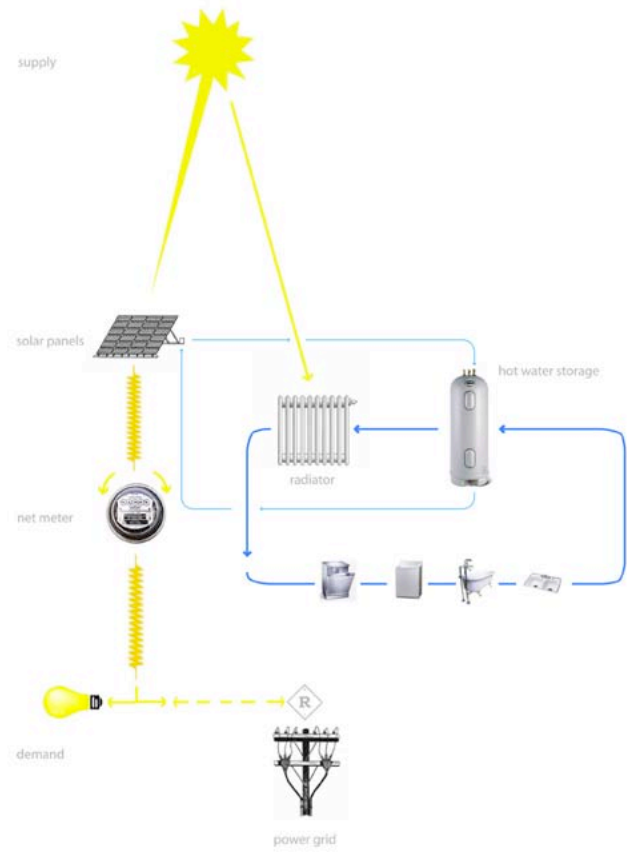 supply
solar panels
hot water storage
radiator
net meter
R
demand
power grid